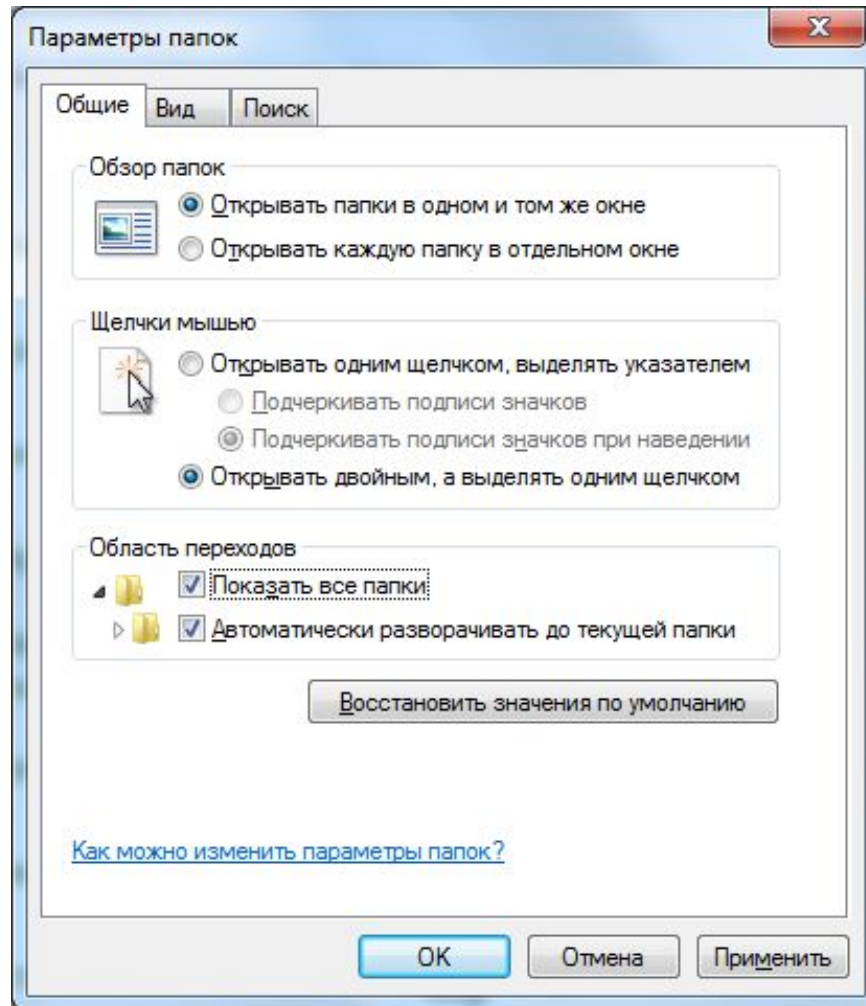 Параметры папок
Общие Вид Поиск
Обзор папок
Открывать папки в одном и том же окне
Открывать каждую папку в отдельном окне
Щелчки мышью
Открывать одним щелчком, выделять указателем
Подчеркивать подписи значков
Подчеркивать подписи значков при наведении
Открывать двойным, а выделять одним щелчком
Область переходов
Показать все папки
Автоматически разворачивать до текущей папки
Восстановить значения по умолчанию
Как можно изменить параметры папок?
OK Отмена Применить